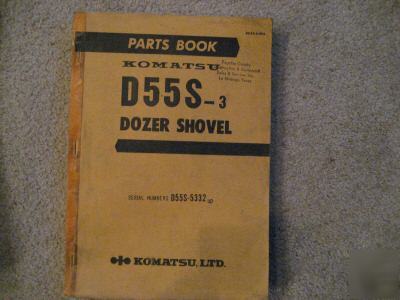 PARTS BOOK
KOMATSU
D55S-3
DOZER SHOVEL
SERIAL NUMBERS D55S-5332 up
KOMATSU, LTD.